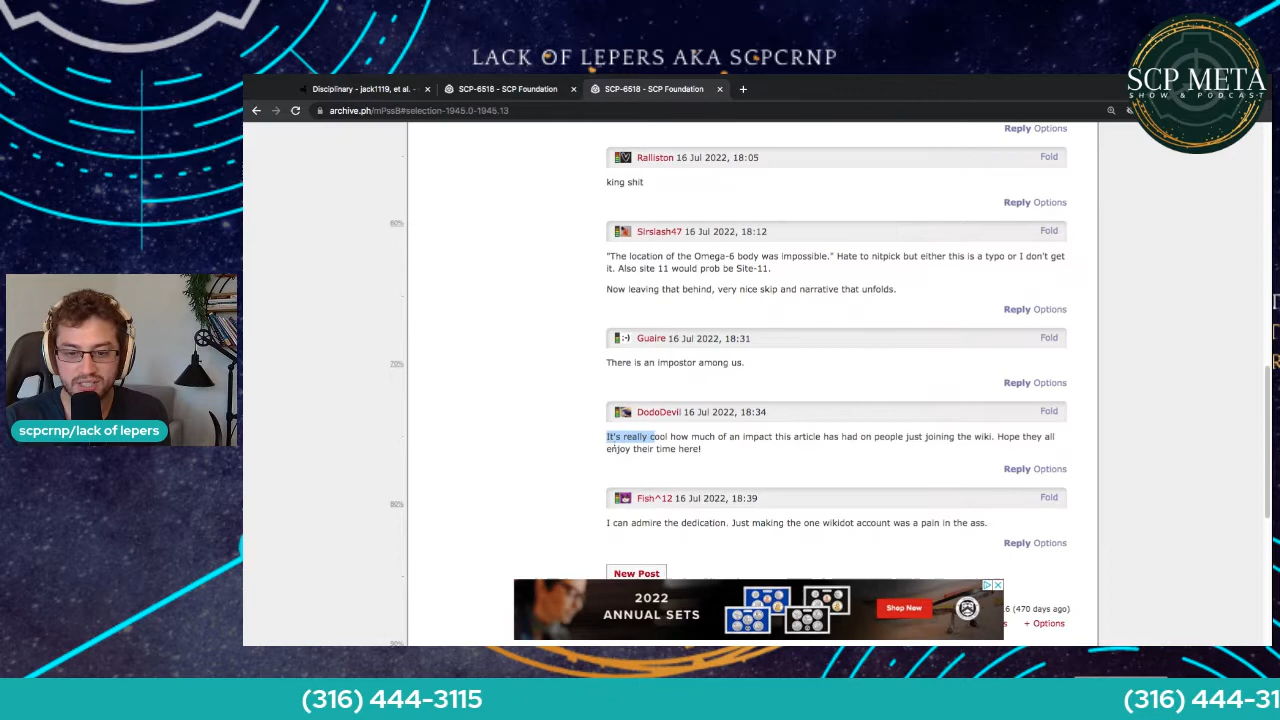 LACK OF LEPERS AKA SCPCRNP
SCP META
SHOW & PODCAST
Disciplinary - jack1119, et al. -
SCP-6518 - SCP Foundation
SCP-6518 - SCP Foundation
archive.ph/mPssB#selection-1945.0-1945.13
Reply Options
Ralliston 16 Jul 2022, 18:05
Fold
king shit
Reply Options
60%
Sirslash47 16 Jul 2022, 18:12
Fold
"The location of the Omega-6 body was impossible." Hate to nitpick but either this is a typo or I don't get
it. Also site 11 would prob be Site-11.
Now leaving that behind, very nice skip and narrative that unfolds.
Reply Options
Guaire 16 Jul 2022, 18:31
Fold
There is an impostor among us.
70%
Reply Options
DodoDevil 16 Jul 2022, 18:34
Fold
It's really cool how much of an impact this article has had on people just joining the wiki. Hope they all
enjoy their time here!
Reply Options
Fish^12 16 Jul 2022, 18:39
Fold
80%
I can admire the dedication. Just making the one wikidot account was a pain in the ass.
Reply Options
New Post
2022
ANNUAL SETS
Shop Now
6 (470 days ago)
s + Options
90%
scpcrnp/lack of lepers
(316) 444-3115
(316) 444-31